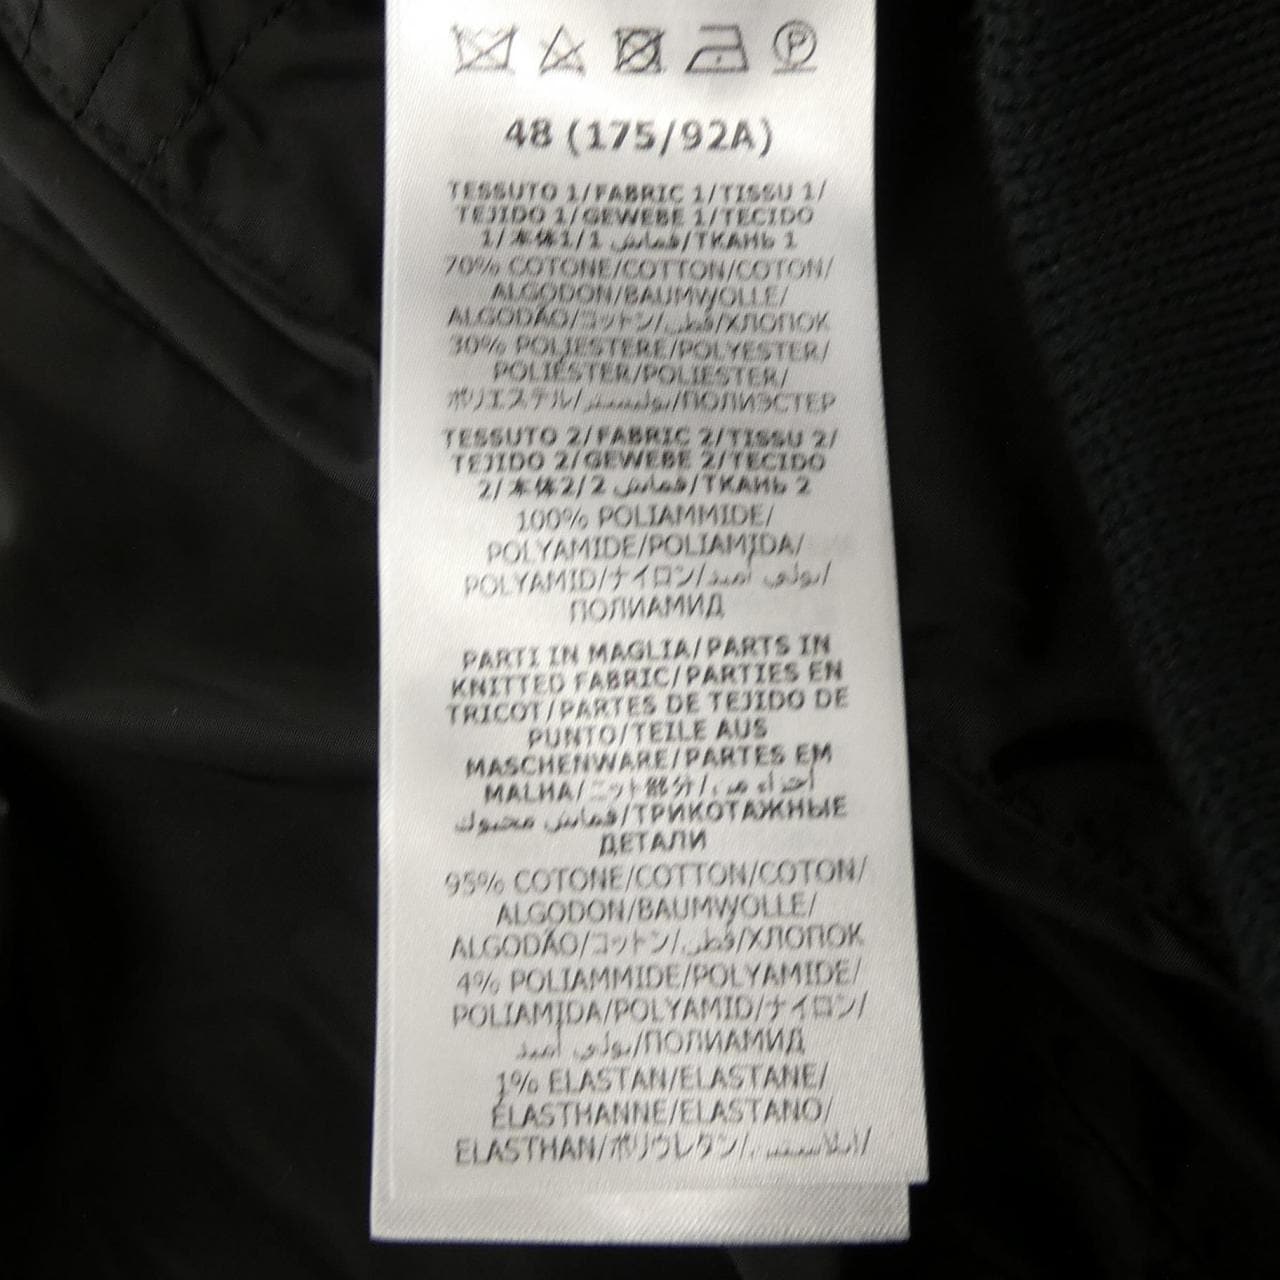 48 (175/92A)
TESSUTO 1/FABRIC 1/TISSU 1/
TEJIDO 1/GEWEBE 1/TECIDO
1/本体1/1 قماش/ТКАНЬ 1
70% COTONE/COTTON/COTON/
ALGODON/BAUMWOLLE/
ALGODÃO/コットン/قطن/ХЛОПОК
30% POLIESTERE/POLYESTER/
POLIÉSTER/POLIESTER/
ポリエステル/بوليستر/ПОЛИЭСТЕР
TESSUTO 2/FABRIC 2/TISSU 2/
TEJIDO 2/GEWEBE 2/TECIDO
2/本体2/2 قماش/ТКАНЬ 2
100% POLIAMMIDE/
POLYAMIDE/POLIAMIDA/
POLYAMID/ナイロン/بولي أميد/
ПОЛИАМИД
PARTI IN MAGLIA/PARTS IN
KNITTED FABRIC/PARTIES EN
TRICOT/PARTES DE TEJIDO DE
PUNTO/TEILE AUS
MASCHENWARE/PARTES EM
MALHA/ニット部分/أجزاء من
قماش محبوك/ТРИКОТАЖНЫЕ
ДЕТАЛИ
95% COTONE/COTTON/COTON/
ALGODON/BAUMWOLLE/
ALGODÃO/コットン/قطن/ХЛОПОК
4% POLIAMMIDE/POLYAMIDE/
POLIAMIDA/POLYAMID/ナイロン/
بولي أميد/ПОЛИАМИД
1% ELASTAN/ELASTANE/
ÉLASTHANNE/ELASTANO/
ELASTHAN/ポリウレタン/